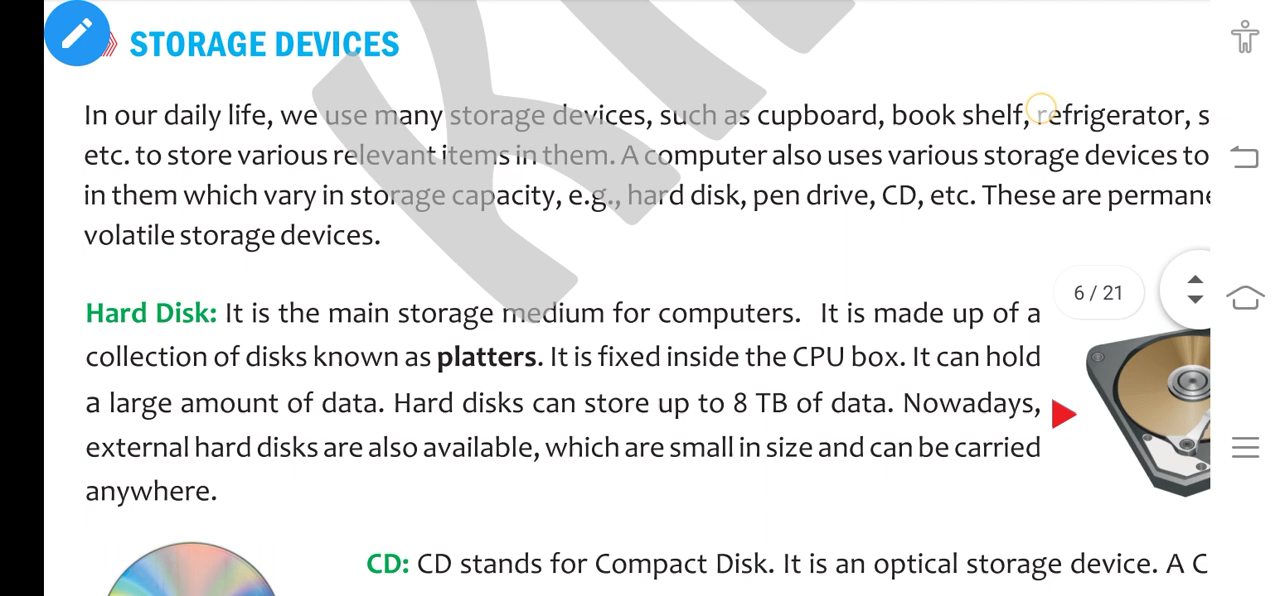 STORAGE DEVICES
In our daily life, we use many storage devices, such as cupboard, book shelf, refrigerator, s
etc. to store various relevant items in them. A computer also uses various storage devices to
in them which vary in storage capacity, e.g., hard disk, pen drive, CD, etc. These are permane
volatile storage devices.
6 / 21
Hard Disk: It is the main storage medium for computers. It is made up of a
collection of disks known as platters. It is fixed inside the CPU box. It can hold
a large amount of data. Hard disks can store up to 8 TB of data. Nowadays,
external hard disks are also available, which are small in size and can be carried
anywhere.
CD: CD stands for Compact Disk. It is an optical storage device. A C